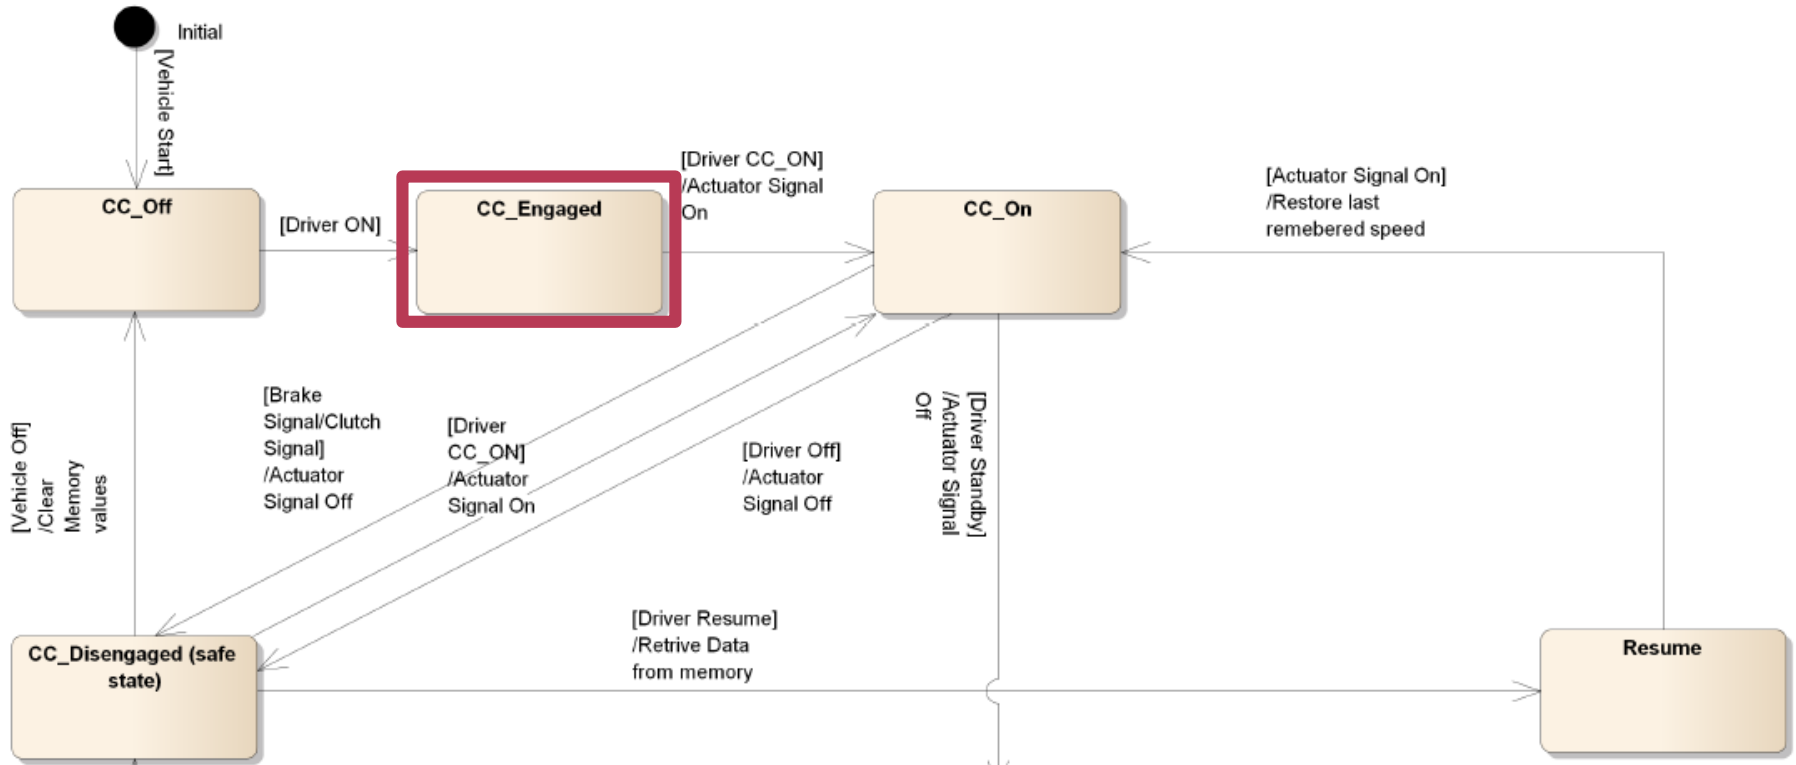 Initial
[Vehicle Start]
CC_Off
[Driver ON]
CC_Engaged
[Driver CC_ON]
/Actuator Signal
On
CC_On
[Actuator Signal On]
/Restore last
remebered speed
[Vehicle Off]
/Clear
Memory
values
[Brake
Signal/Clutch
Signal]
/Actuator
Signal Off
[Driver
CC_ON]
/Actuator
Signal On
[Driver Off]
/Actuator
Signal Off
[Driver Standby]
/Actuator Signal
Off
CC_Disengaged (safe
state)
[Driver Resume]
/Retrive Data
from memory
Resume